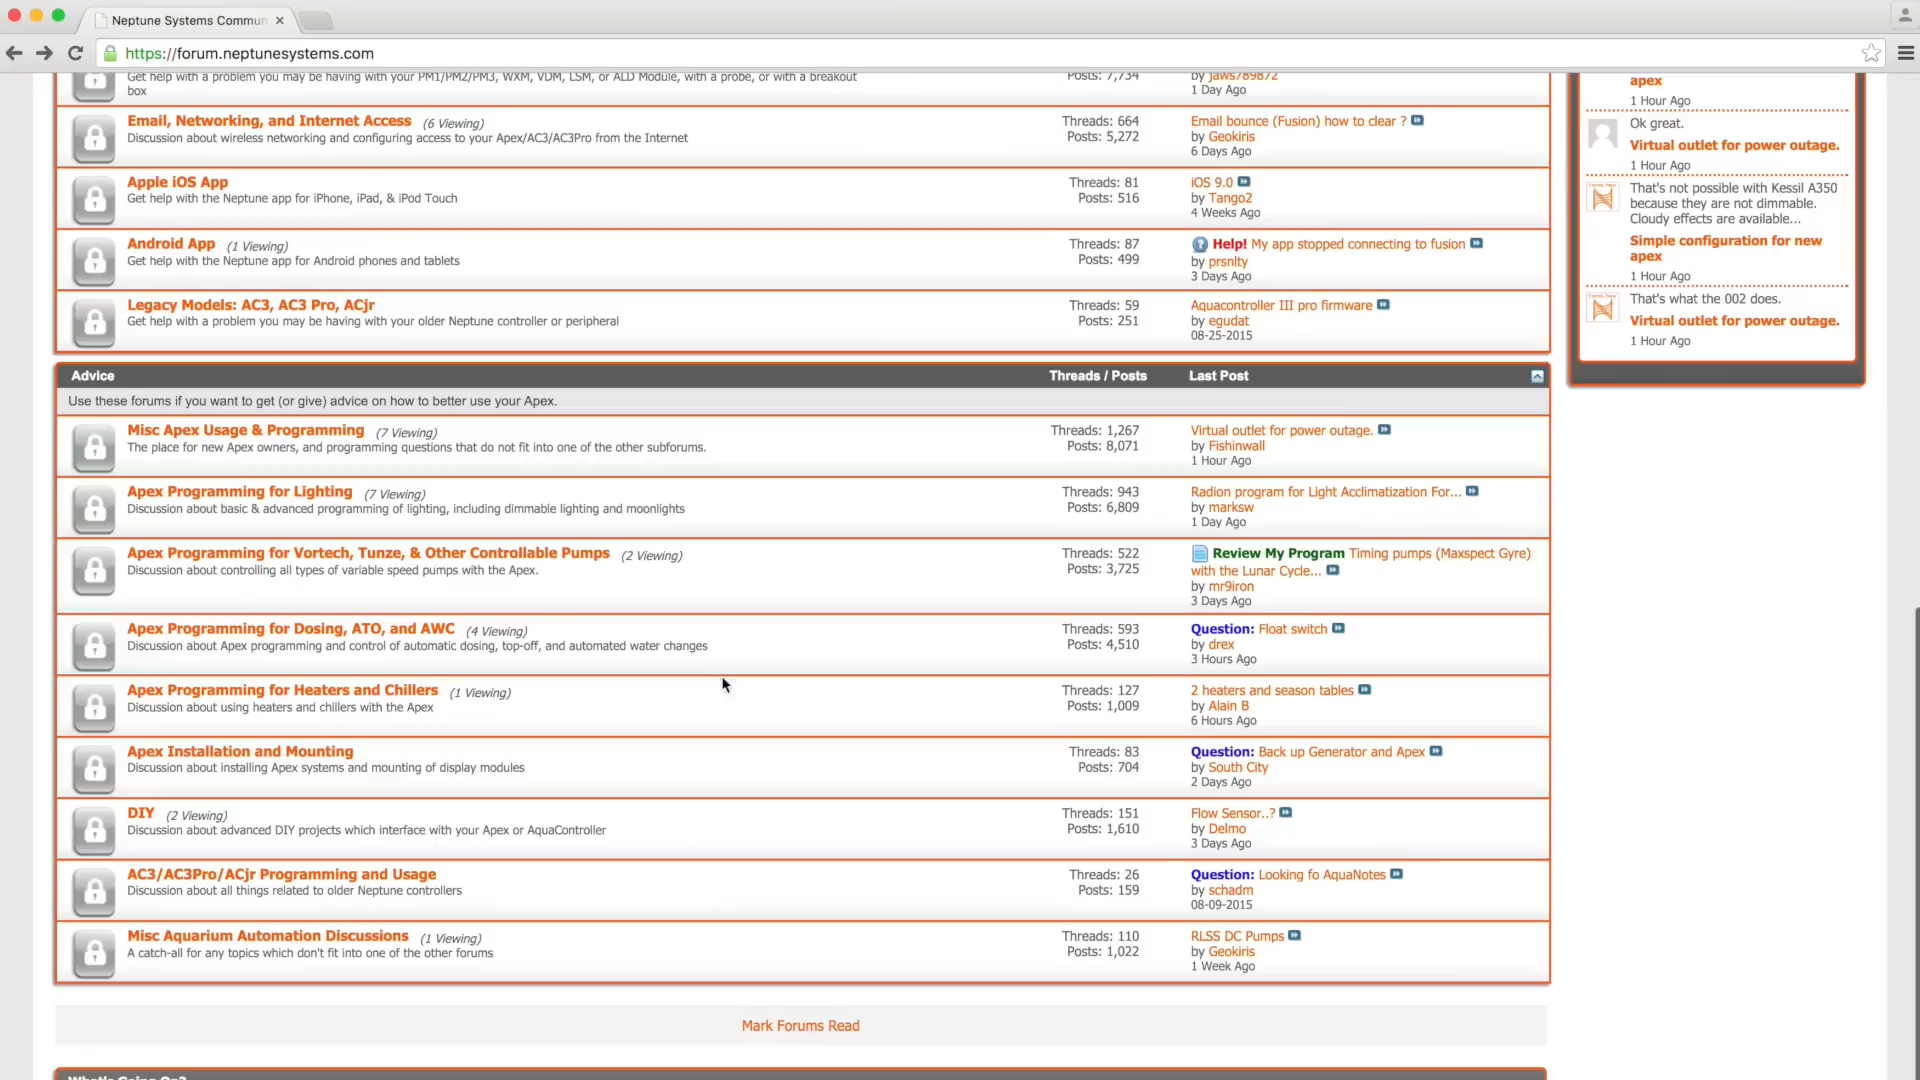 Neptune Systems Commun
https://forum.neptunesystems.com
Get help with a problem you may be having with your PM1/PM2/PM3, WXM, VDM, LSM, or ALD Module, with a probe, or with a breakout
box
Posts: 7,734
by jaws789872
1 Day Ago
Email, Networking, and Internet Access (6 Viewing)
Discussion about wireless networking and configuring access to your Apex/AC3/AC3Pro from the Internet
Threads: 664
Posts: 5,272
Email bounce (Fusion) how to clear ?
by Geokiris
6 Days Ago
Apple iOS App
Get help with the Neptune app for iPhone, iPad, & iPod Touch
Threads: 81
Posts: 516
iOS 9.0
by Tango2
4 Weeks Ago
Android App (1 Viewing)
Get help with the Neptune app for Android phones and tablets
Threads: 87
Posts: 499
Help! My app stopped connecting to fusion
by prsnlty
3 Days Ago
Legacy Models: AC3, AC3 Pro, ACjr
Get help with a problem you may be having with your older Neptune controller or peripheral
Threads: 59
Posts: 251
Aquacontroller III pro firmware
by egudat
08-25-2015
Advice
Threads / Posts
Last Post
Use these forums if you want to get (or give) advice on how to better use your Apex.
Misc Apex Usage & Programming (7 Viewing)
The place for new Apex owners, and programming questions that do not fit into one of the other subforums.
Threads: 1,267
Posts: 8,071
Virtual outlet for power outage.
by Fishinwall
1 Hour Ago
Apex Programming for Lighting (7 Viewing)
Discussion about basic & advanced programming of lighting, including dimmable lighting and moonlights
Threads: 943
Posts: 6,809
Radion program for Light Acclimatization For...
by marksw
1 Day Ago
Apex Programming for Vortech, Tunze, & Other Controllable Pumps (2 Viewing)
Discussion about controlling all types of variable speed pumps with the Apex.
Threads: 522
Posts: 3,725
Review My Program Timing pumps (Maxspect Gyre)
with the Lunar Cycle...
by mr9iron
3 Days Ago
Apex Programming for Dosing, ATO, and AWC (4 Viewing)
Discussion about Apex programming and control of automatic dosing, top-off, and automated water changes
Threads: 593
Posts: 4,510
Question: Float switch
by drex
3 Hours Ago
Apex Programming for Heaters and Chillers (1 Viewing)
Discussion about using heaters and chillers with the Apex
Threads: 127
Posts: 1,009
2 heaters and season tables
by Alain B
6 Hours Ago
Apex Installation and Mounting
Discussion about installing Apex systems and mounting of display modules
Threads: 83
Posts: 704
Question: Back up Generator and Apex
by South City
2 Days Ago
DIY (2 Viewing)
Discussion about advanced DIY projects which interface with your Apex or AquaController
Threads: 151
Posts: 1,610
Flow Sensor..?
by Delmo
3 Days Ago
AC3/AC3Pro/ACjr Programming and Usage
Discussion about all things related to older Neptune controllers
Threads: 26
Posts: 159
Question: Looking fo AquaNotes
by schadm
08-09-2015
Misc Aquarium Automation Discussions (1 Viewing)
A catch-all for any topics which don't fit into one of the other forums
Threads: 110
Posts: 1,022
RLSS DC Pumps
by Geokiris
1 Week Ago
Mark Forums Read
What's Going On?
apex
1 Hour Ago
Ok great.
Virtual outlet for power outage.
1 Hour Ago
That's not possible with Kessil A350
because they are not dimmable.
Cloudy effects are available...
Simple configuration for new
apex
1 Hour Ago
That's what the 002 does.
Virtual outlet for power outage.
1 Hour Ago